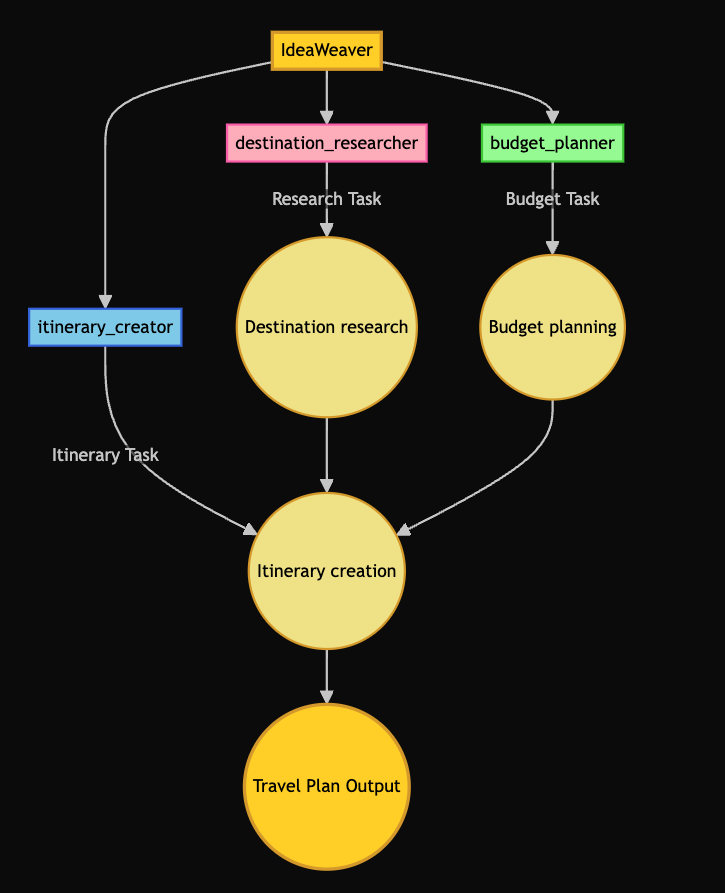 IdeaWeaver
destination_researcher
budget_planner
Research Task
Budget Task
itinerary_creator
Destination research
Budget planning
Itinerary Task
Itinerary creation
Travel Plan Output